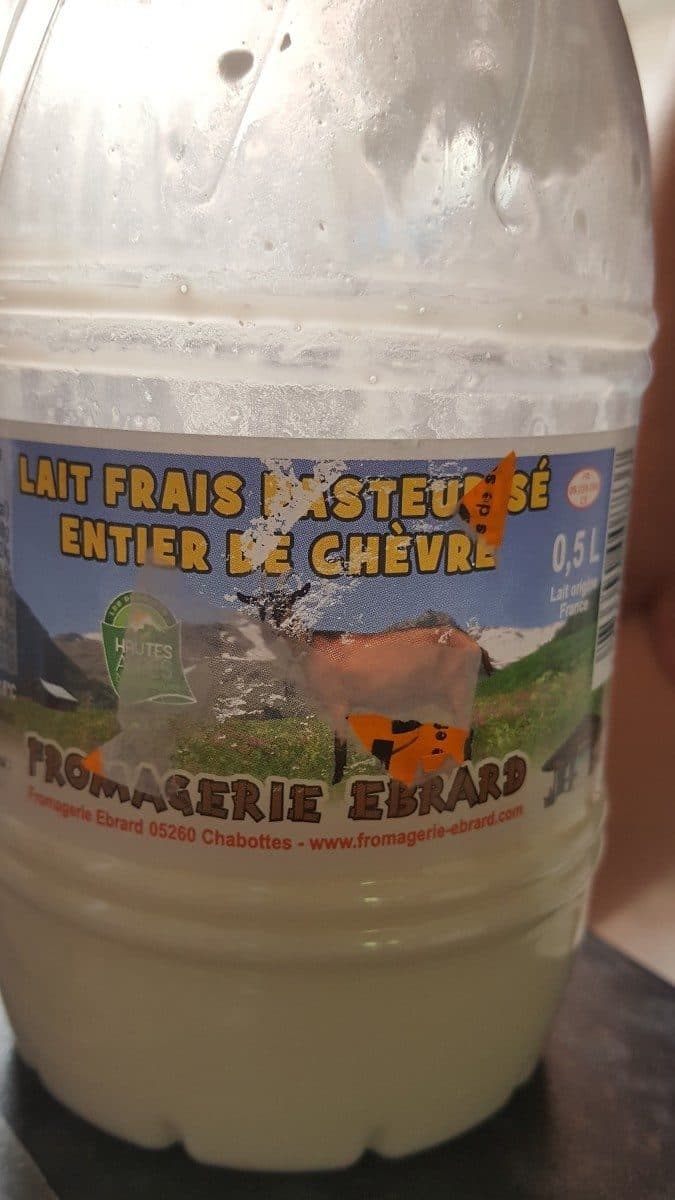 LAIT FRAIS PASTEURISÉ
ENTIER DE CHÈVRE
0,5 L
Lait origine
France
HAUTES
FROMAGERIE EBRARD
Fromagerie Ebrard 05260 Chabottes - www.fromagerie-ebrard.com